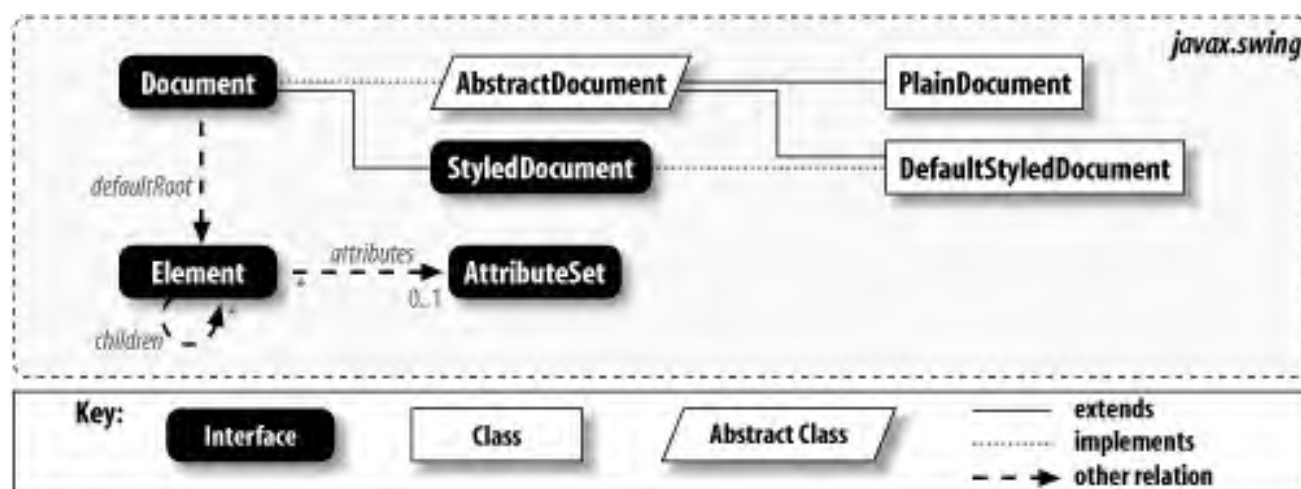 javax.swing
Document
AbstractDocument
PlainDocument
StyledDocument
DefaultStyledDocument
defaultRoot
Element
attributes
*
0...1
AttributeSet
*
children
Key:
Interface
Class
Abstract Class
extends
implements
other relation